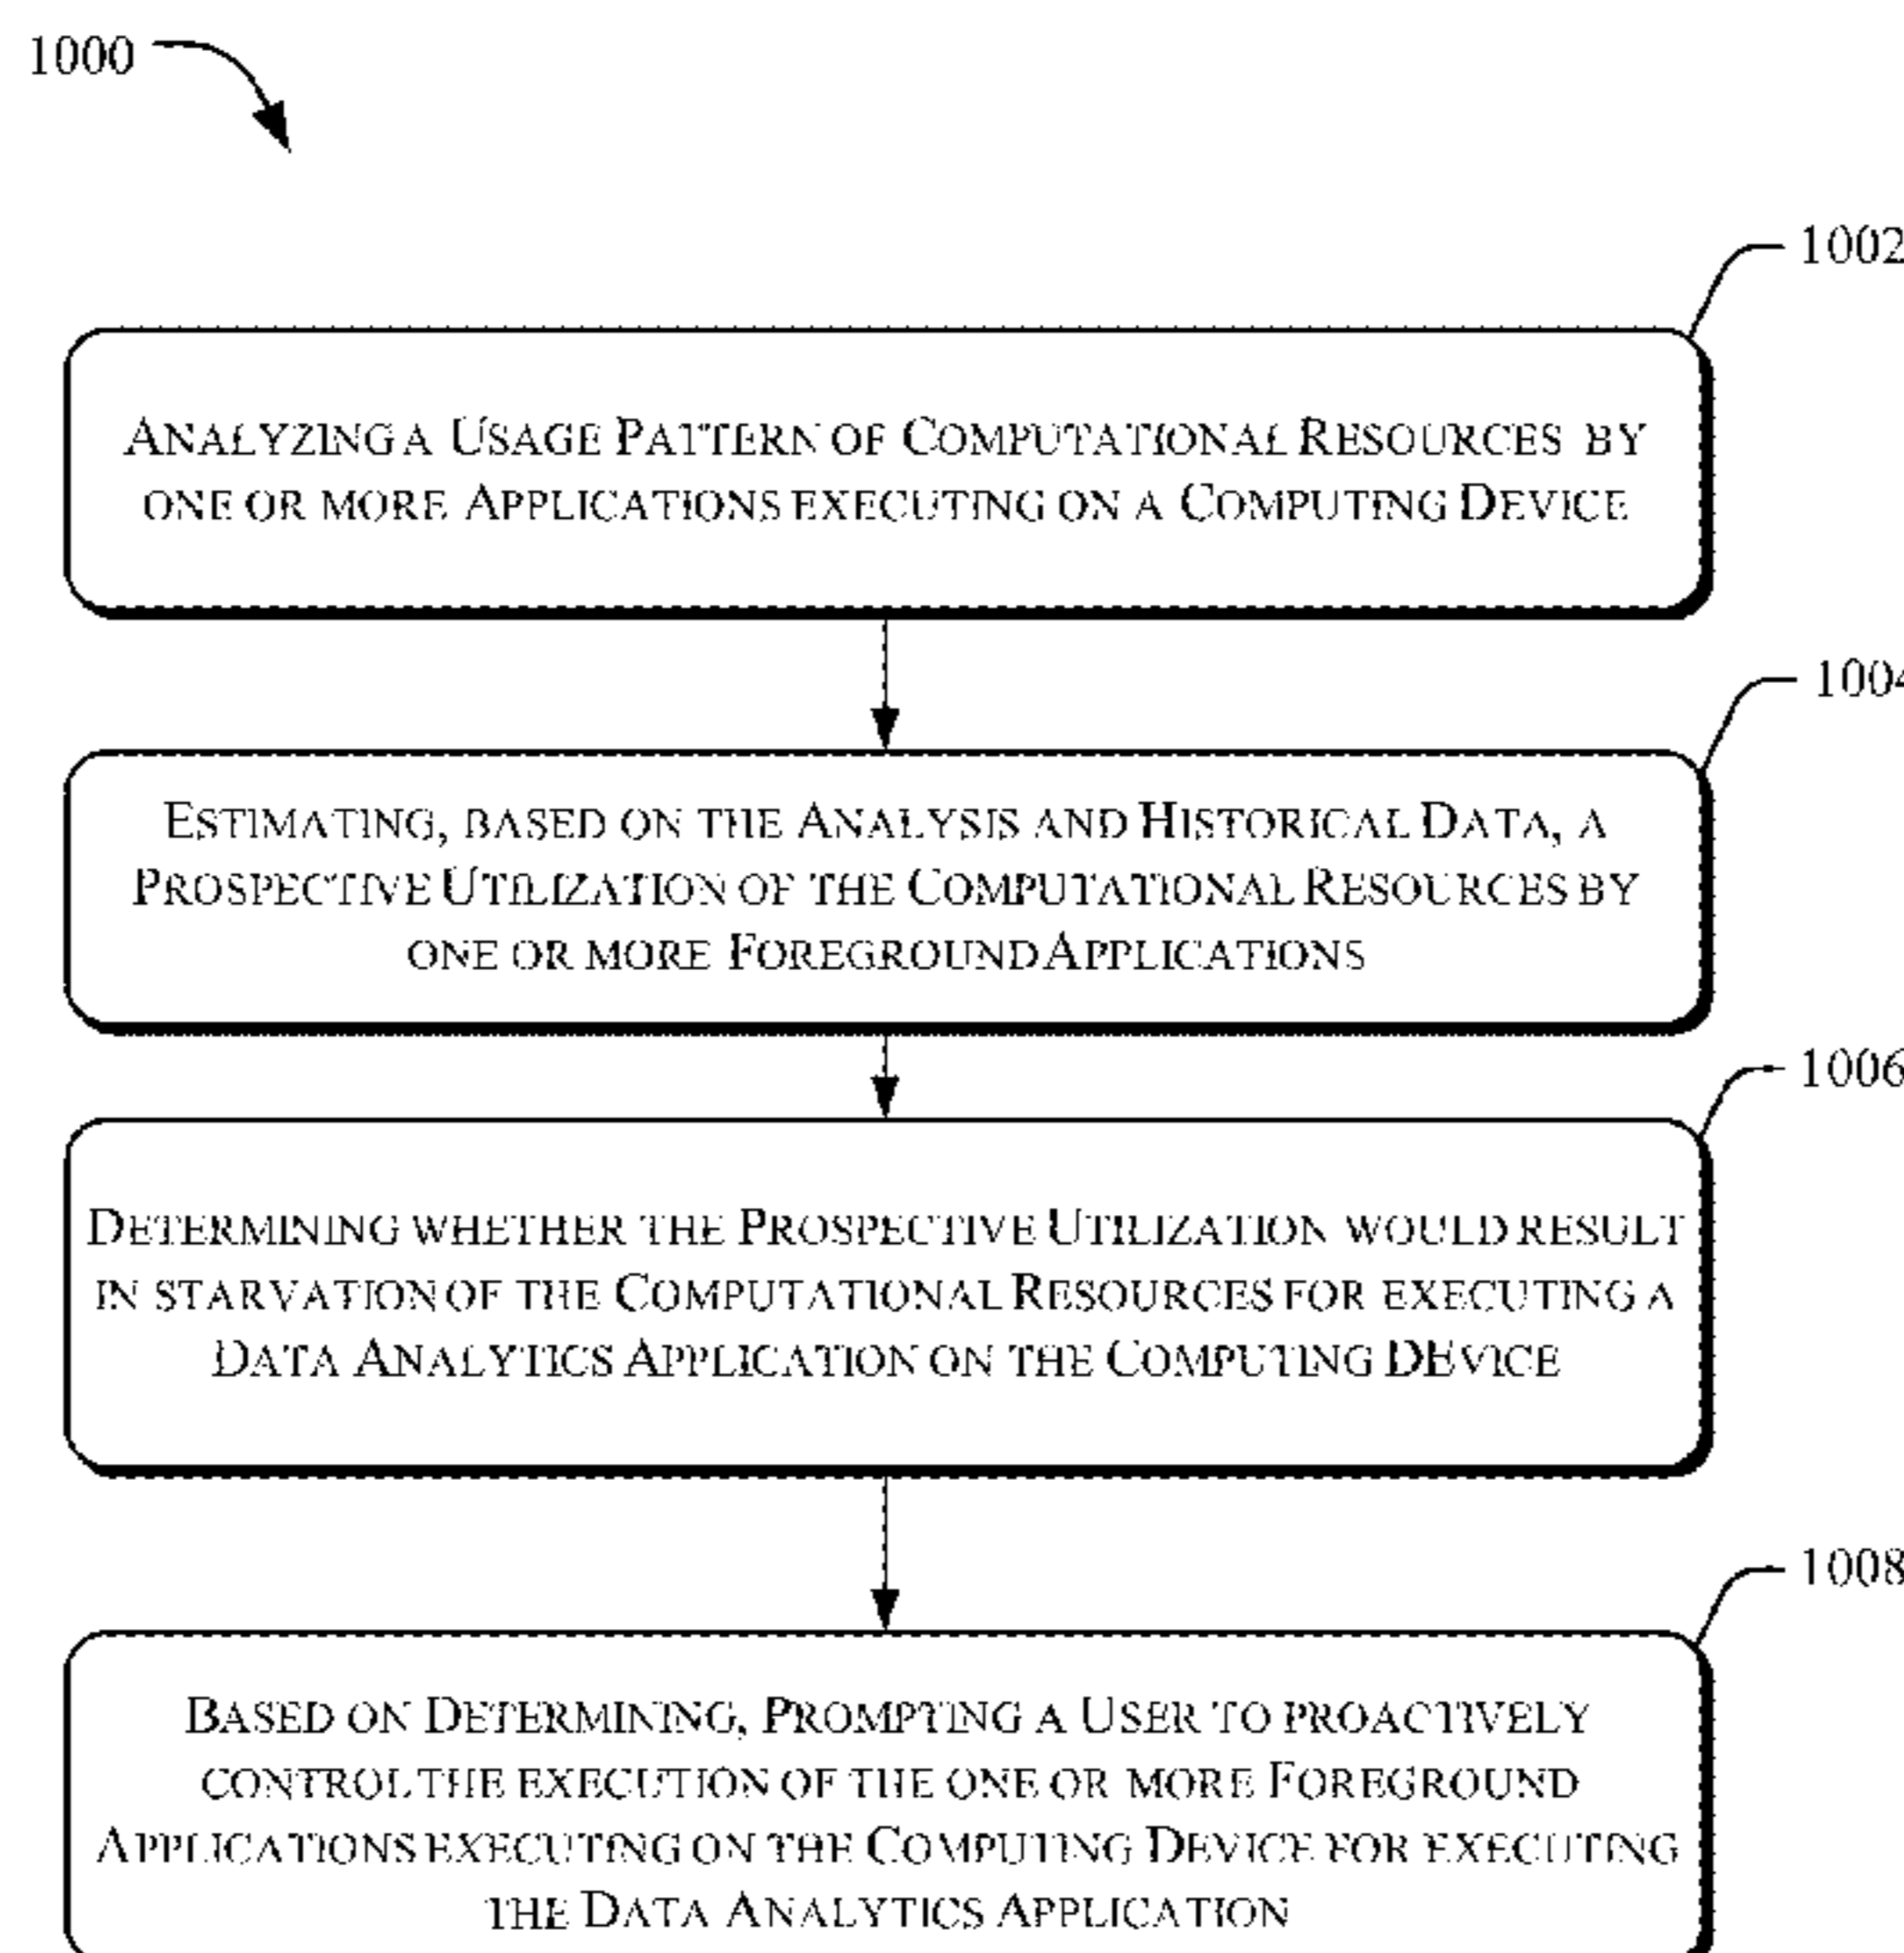 1000
1002
ANALYZING A USAGE PATTERN OF COMPUTATIONAL RESOURCES BY
ONE OR MORE APPLICATIONS EXECUTING ON A COMPUTING DEVICE
1004
ESTIMATING, BASED ON THE ANALYSIS AND HISTORICAL DATA, A
PROSPECTIVE UTILIZATION OF THE COMPUTATIONAL RESOURCES BY
ONE OR MORE FOREGROUND APPLICATIONS
1006
DETERMINING WHETHER THE PROSPECTIVE UTILIZATION WOULD RESULT
IN STARVATION OF THE COMPUTATIONAL RESOURCES FOR EXECUTING A
DATA ANALYTICS APPLICATION ON THE COMPUTING DEVICE
1008
BASED ON DETERMINING, PROMPTING A USER TO PROACTIVELY
CONTROL THE EXECUTION OF THE ONE OR MORE FOREGROUND
APPLICATIONS EXECUTING ON THE COMPUTING DEVICE FOR EXECUTING
THE DATA ANALYTICS APPLICATION